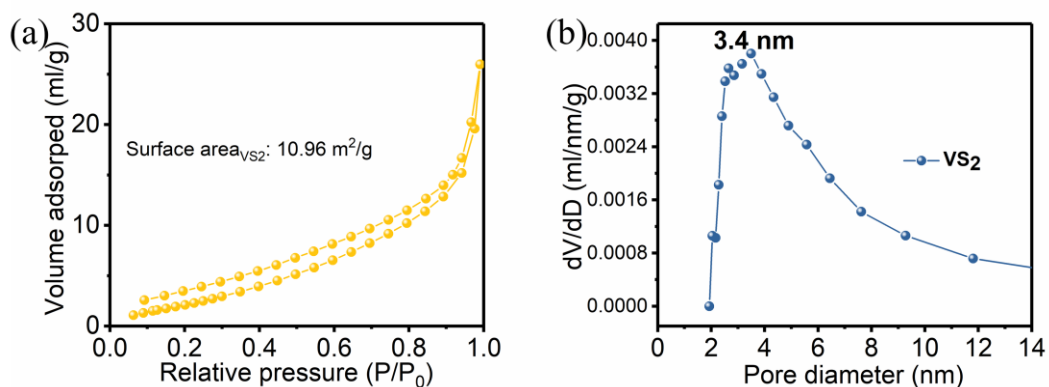 (a)
30
20
10
0
Volume adsorped (ml/g)
Surface area_VS2: 10.96 m²/g
0.0 0.2 0.4 0.6 0.8 1.0
Relative pressure (P/P₀)
(b)
3.4 nm
0.0040
0.0032
0.0024
0.0016
0.0008
0.0000
dV/dD (ml/nm/g)
VS₂
0 2 4 6 8 10 12 14
Pore diameter (nm)